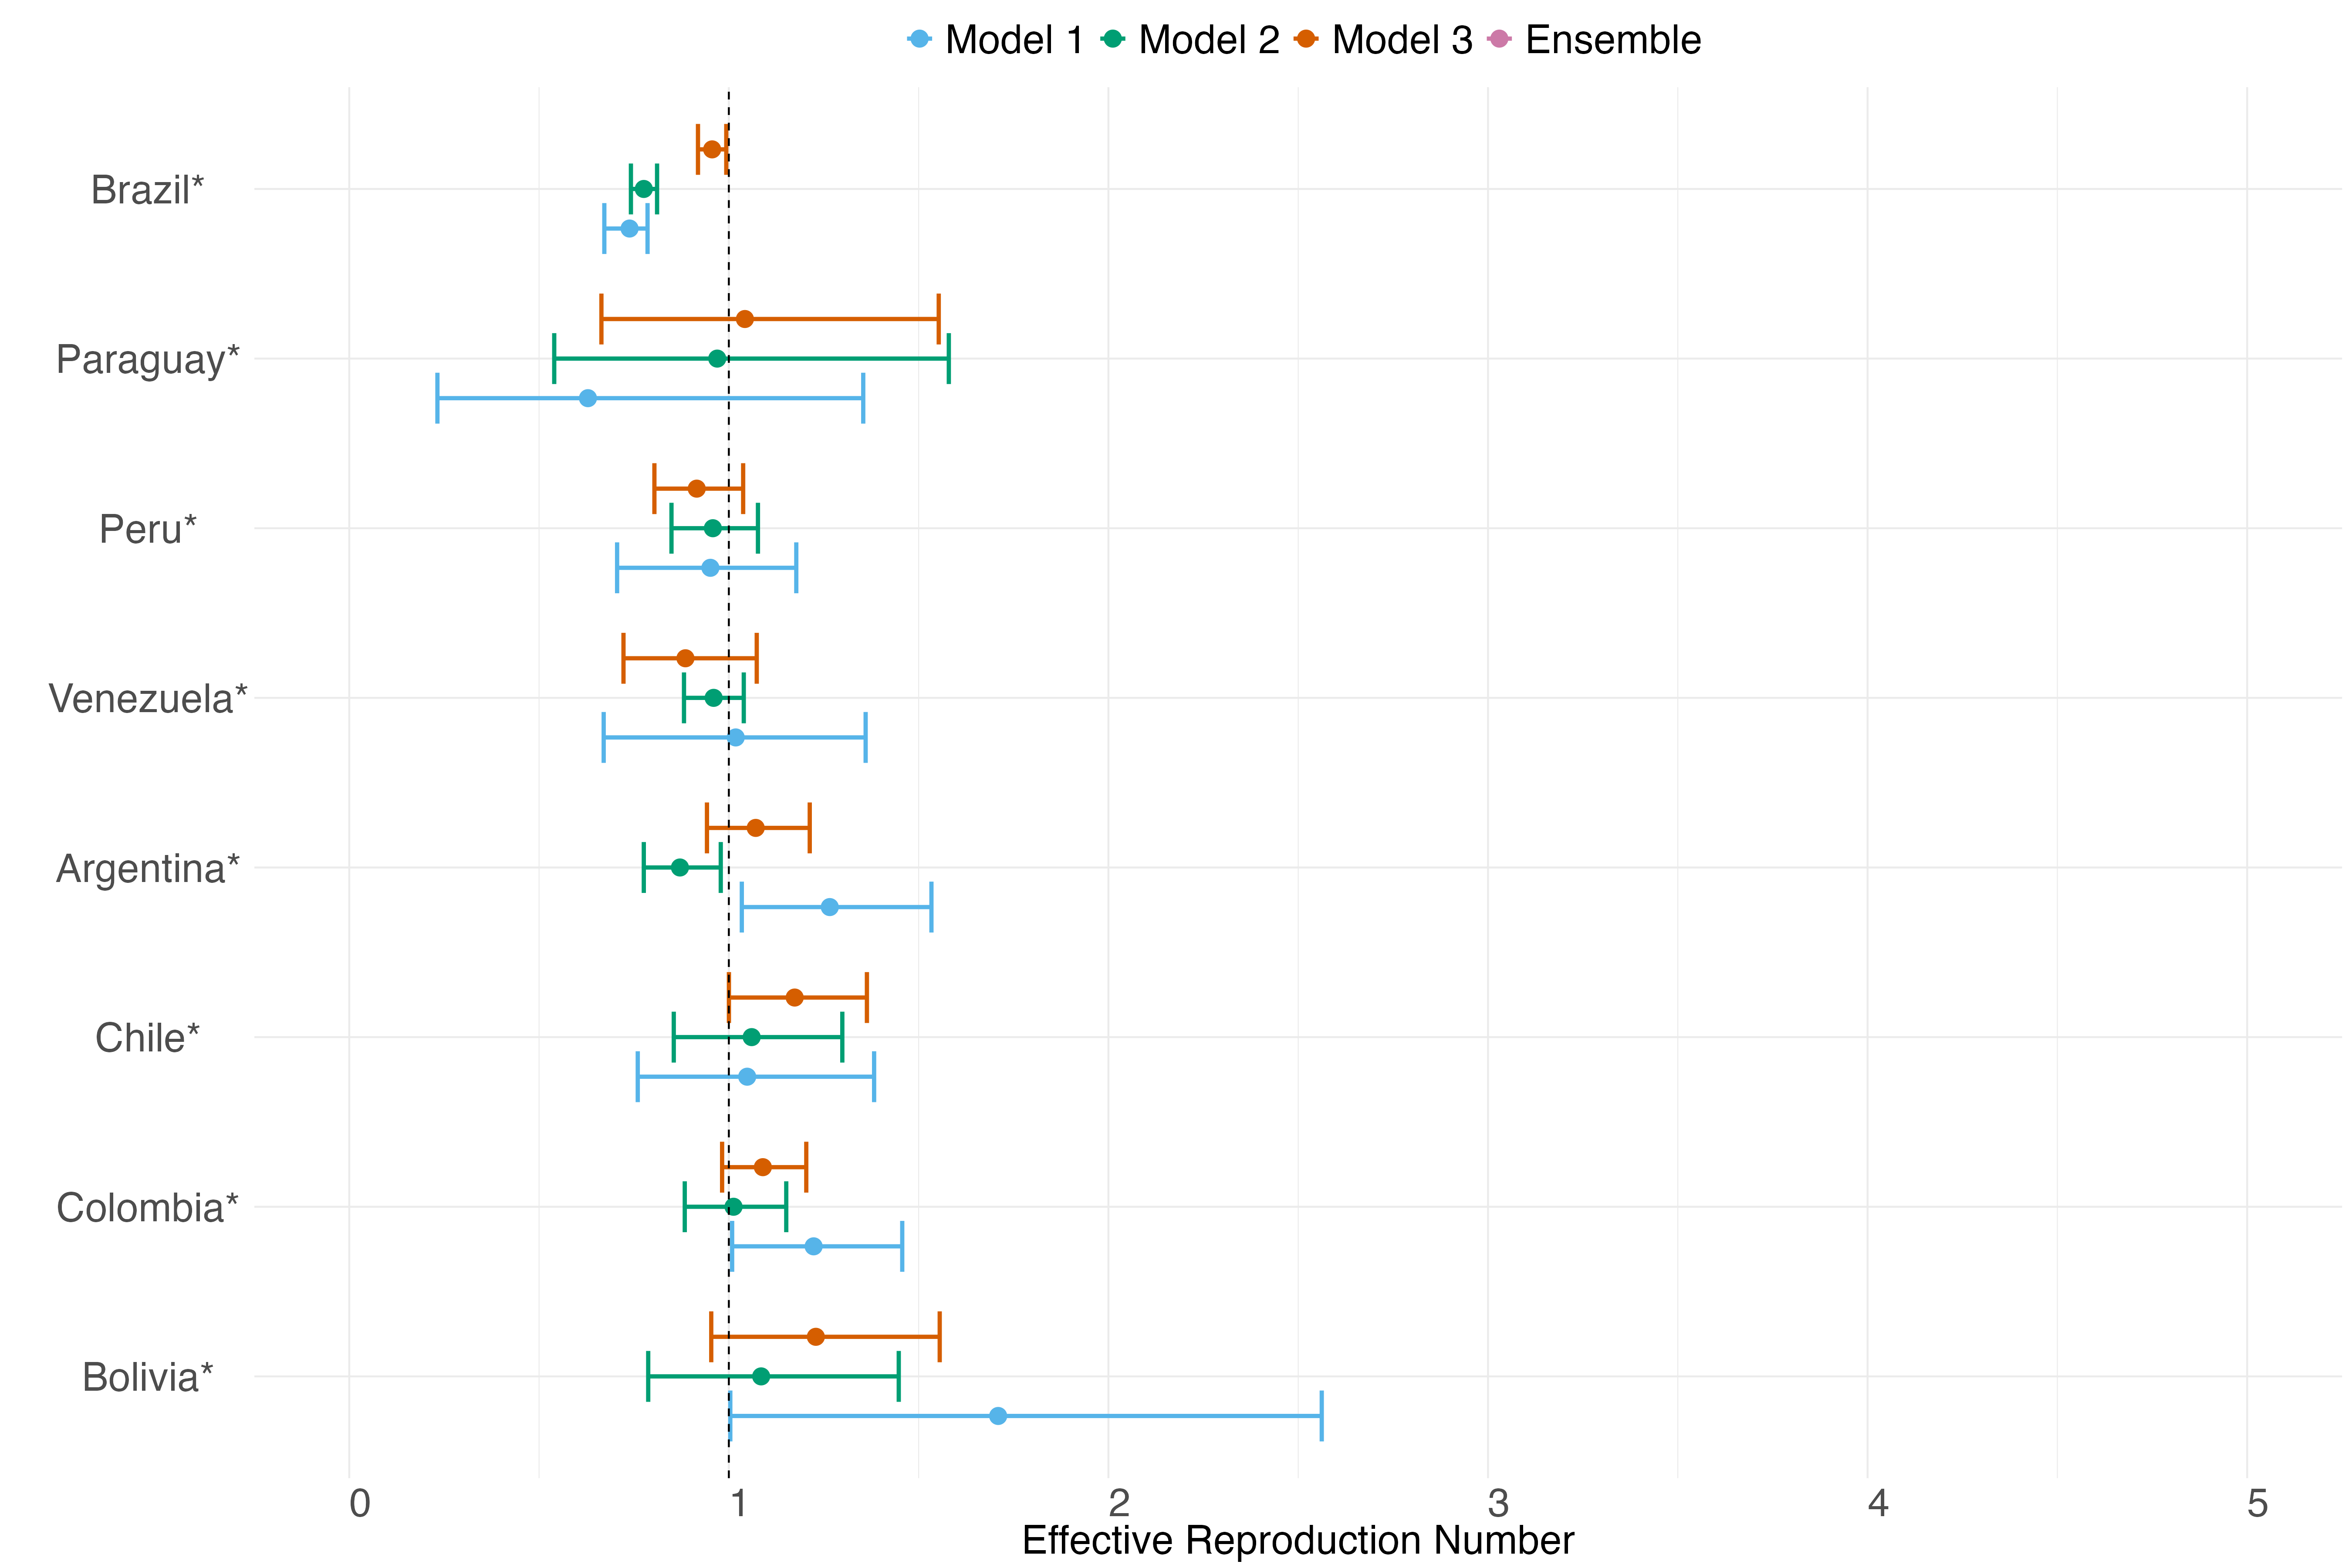 Model 1 Model 2 Model 3 Ensemble
Brazil*
Paraguay*
Peru*
Venezuela*
Argentina*
Chile*
Colombia*
Bolivia*
0 1 2 3 4 5
Effective Reproduction Number